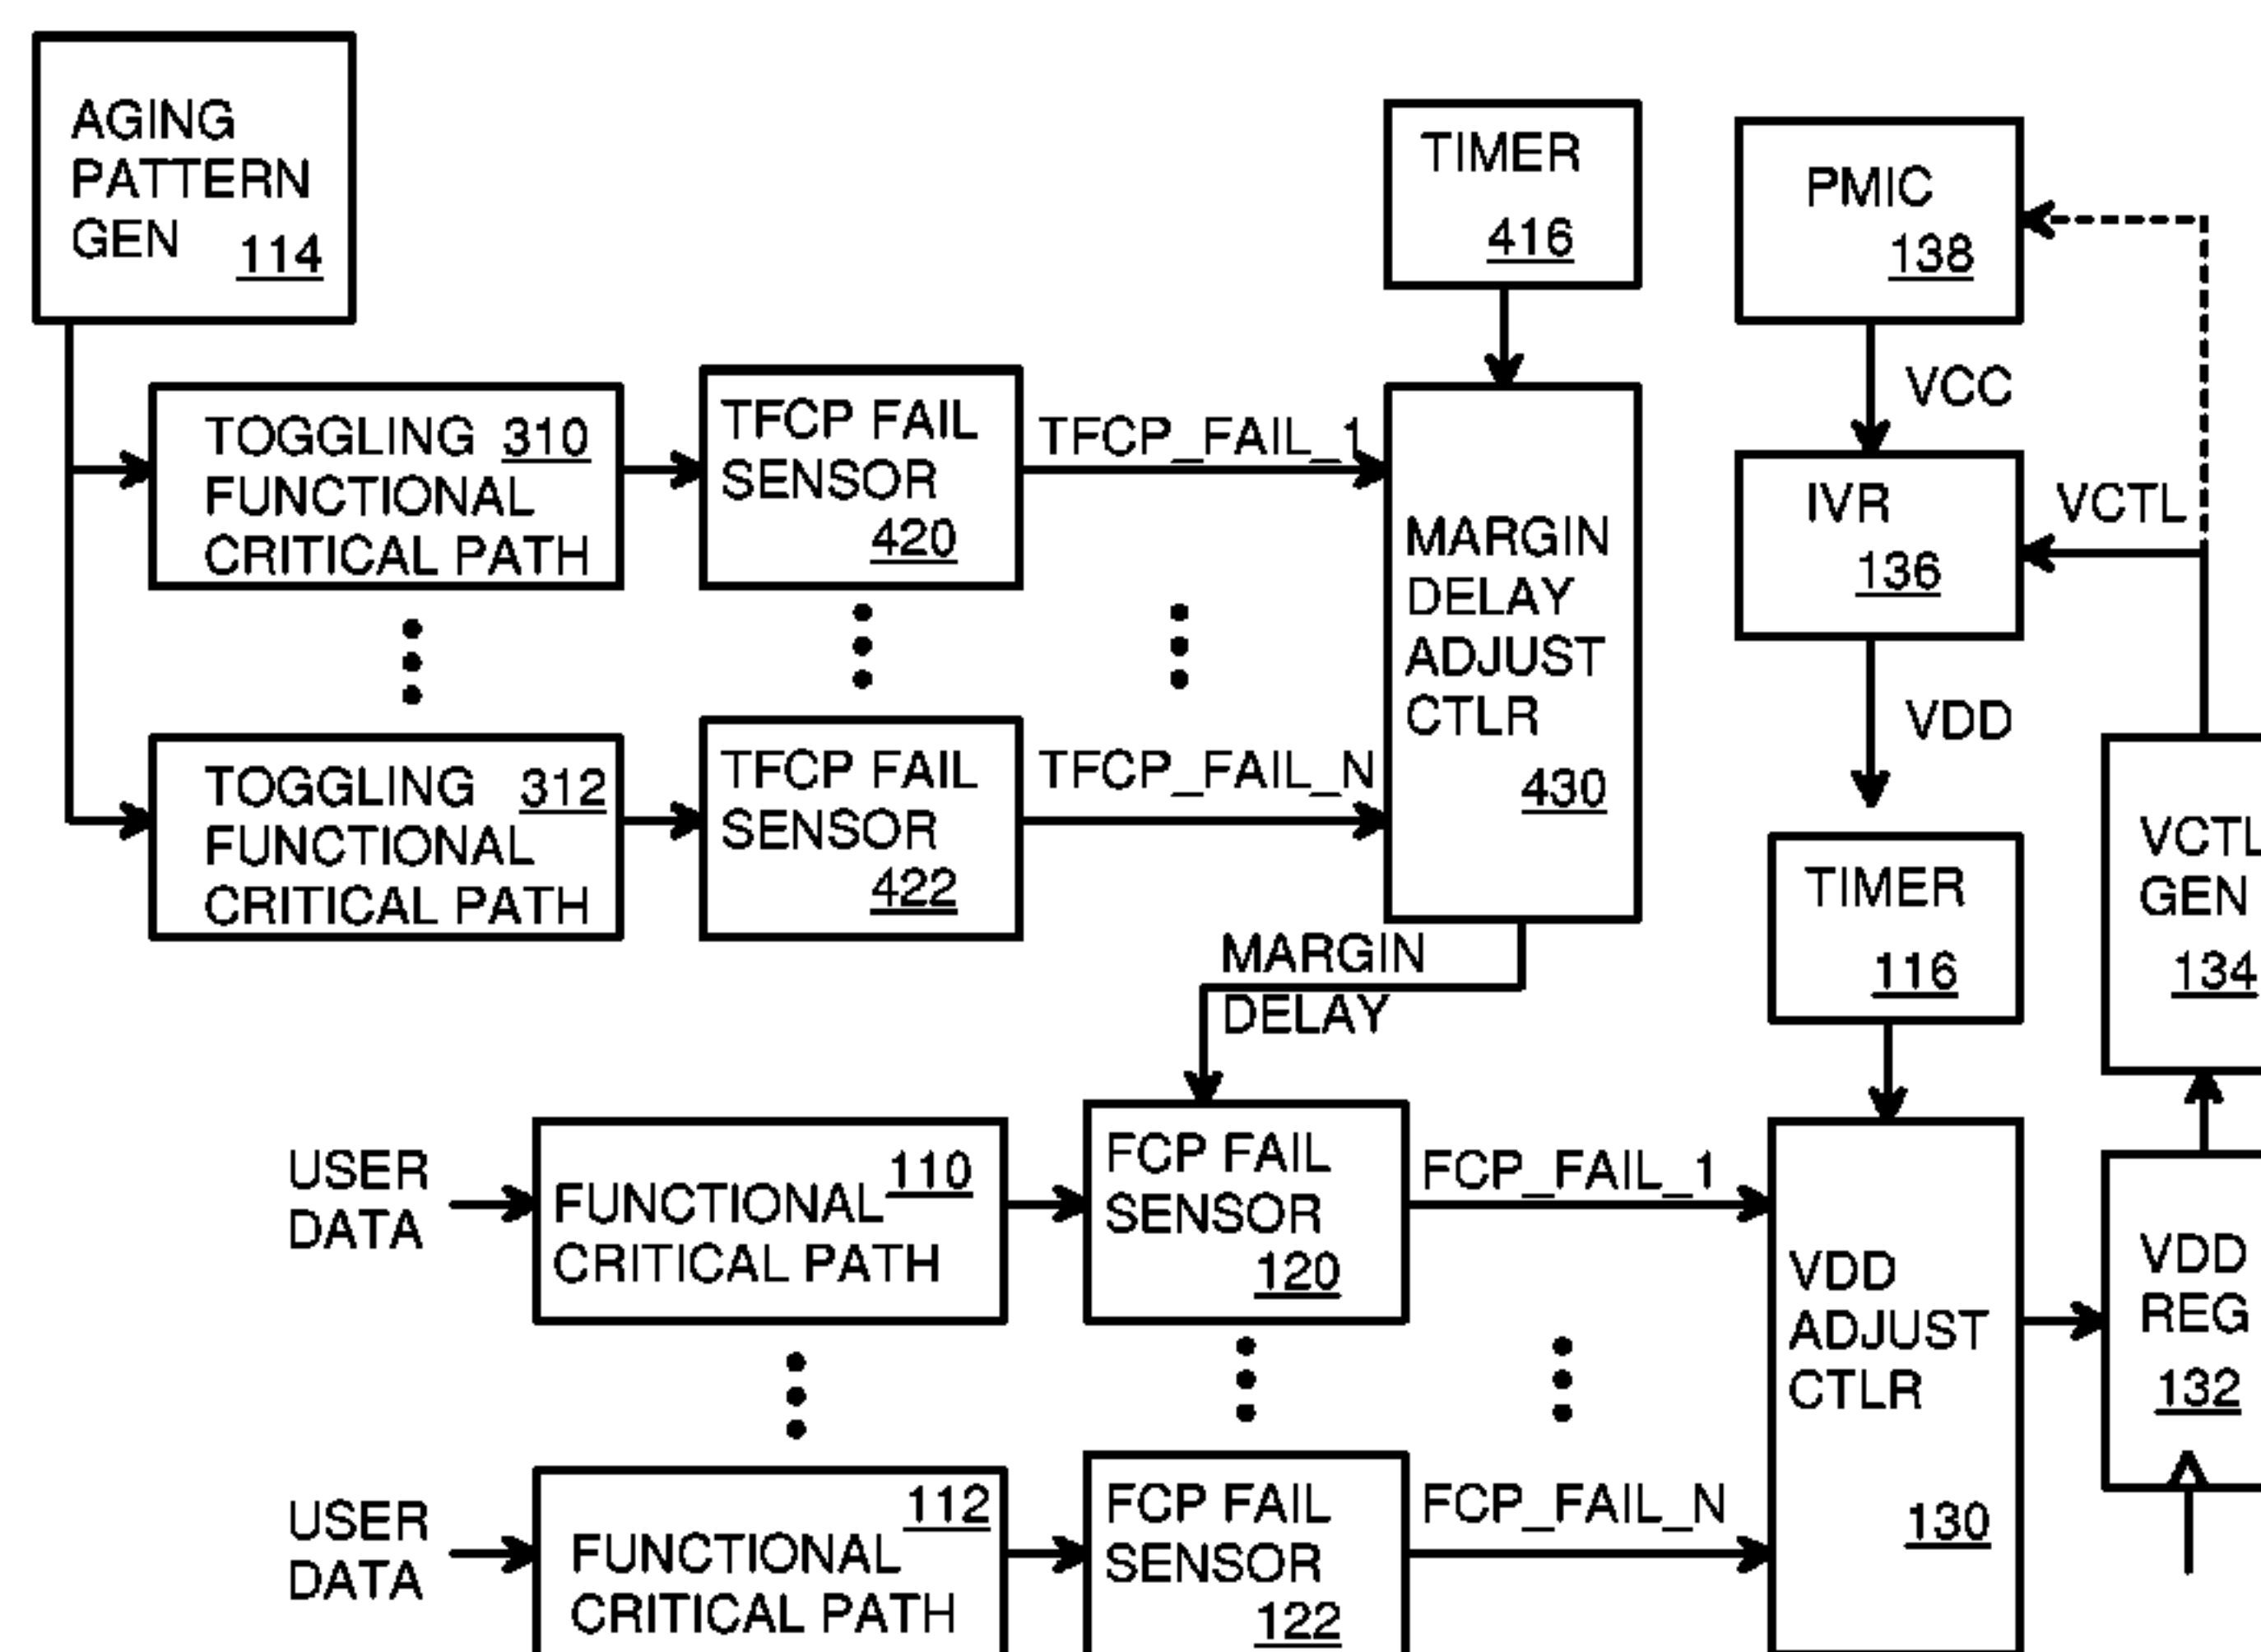 AGING
PATTERN
GEN 114
TIMER
416
PMIC
138
VCC
TOGGLING 310
FUNCTIONAL
CRITICAL PATH
TFCP FAIL
SENSOR
420
TFCP_FAIL_1
MARGIN
DELAY
ADJUST
CTLR
430
IVR
136
VCTL
VDD
TOGGLING 312
FUNCTIONAL
CRITICAL PATH
TFCP FAIL
SENSOR
422
TFCP_FAIL_N
TIMER
116
VCTL
GEN
134
MARGIN
DELAY
USER
DATA
FUNCTIONAL 110
CRITICAL PATH
FCP FAIL
SENSOR
120
FCP_FAIL_1
VDD
ADJUST
CTLR
130
VDD
REG
132
USER
DATA
112
FUNCTIONAL
CRITICAL PATH
FCP FAIL
SENSOR
122
FCP_FAIL_N